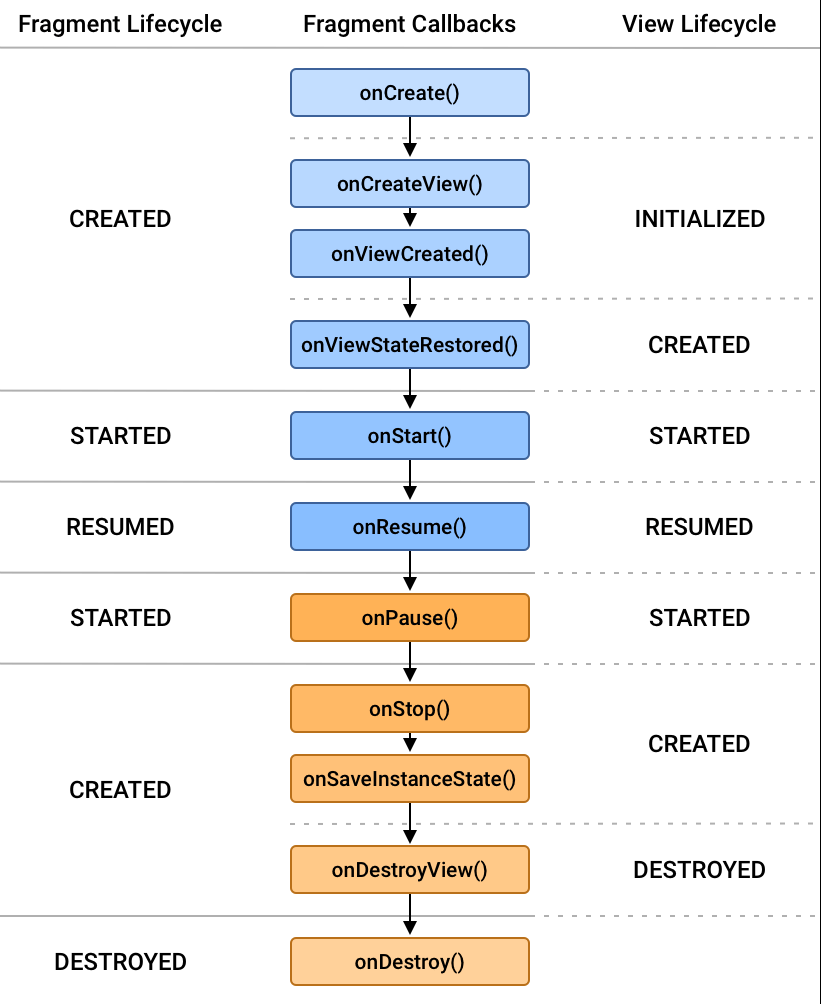 Fragment Lifecycle
Fragment Callbacks
View Lifecycle
onCreate()
onCreateView()
CREATED
INITIALIZED
onViewCreated()
onViewStateRestored()
CREATED
STARTED
onStart()
STARTED
RESUMED
onResume()
RESUMED
STARTED
onPause()
STARTED
onStop()
CREATED
onSaveInstanceState()
CREATED
onDestroyView()
DESTROYED
DESTROYED
onDestroy()